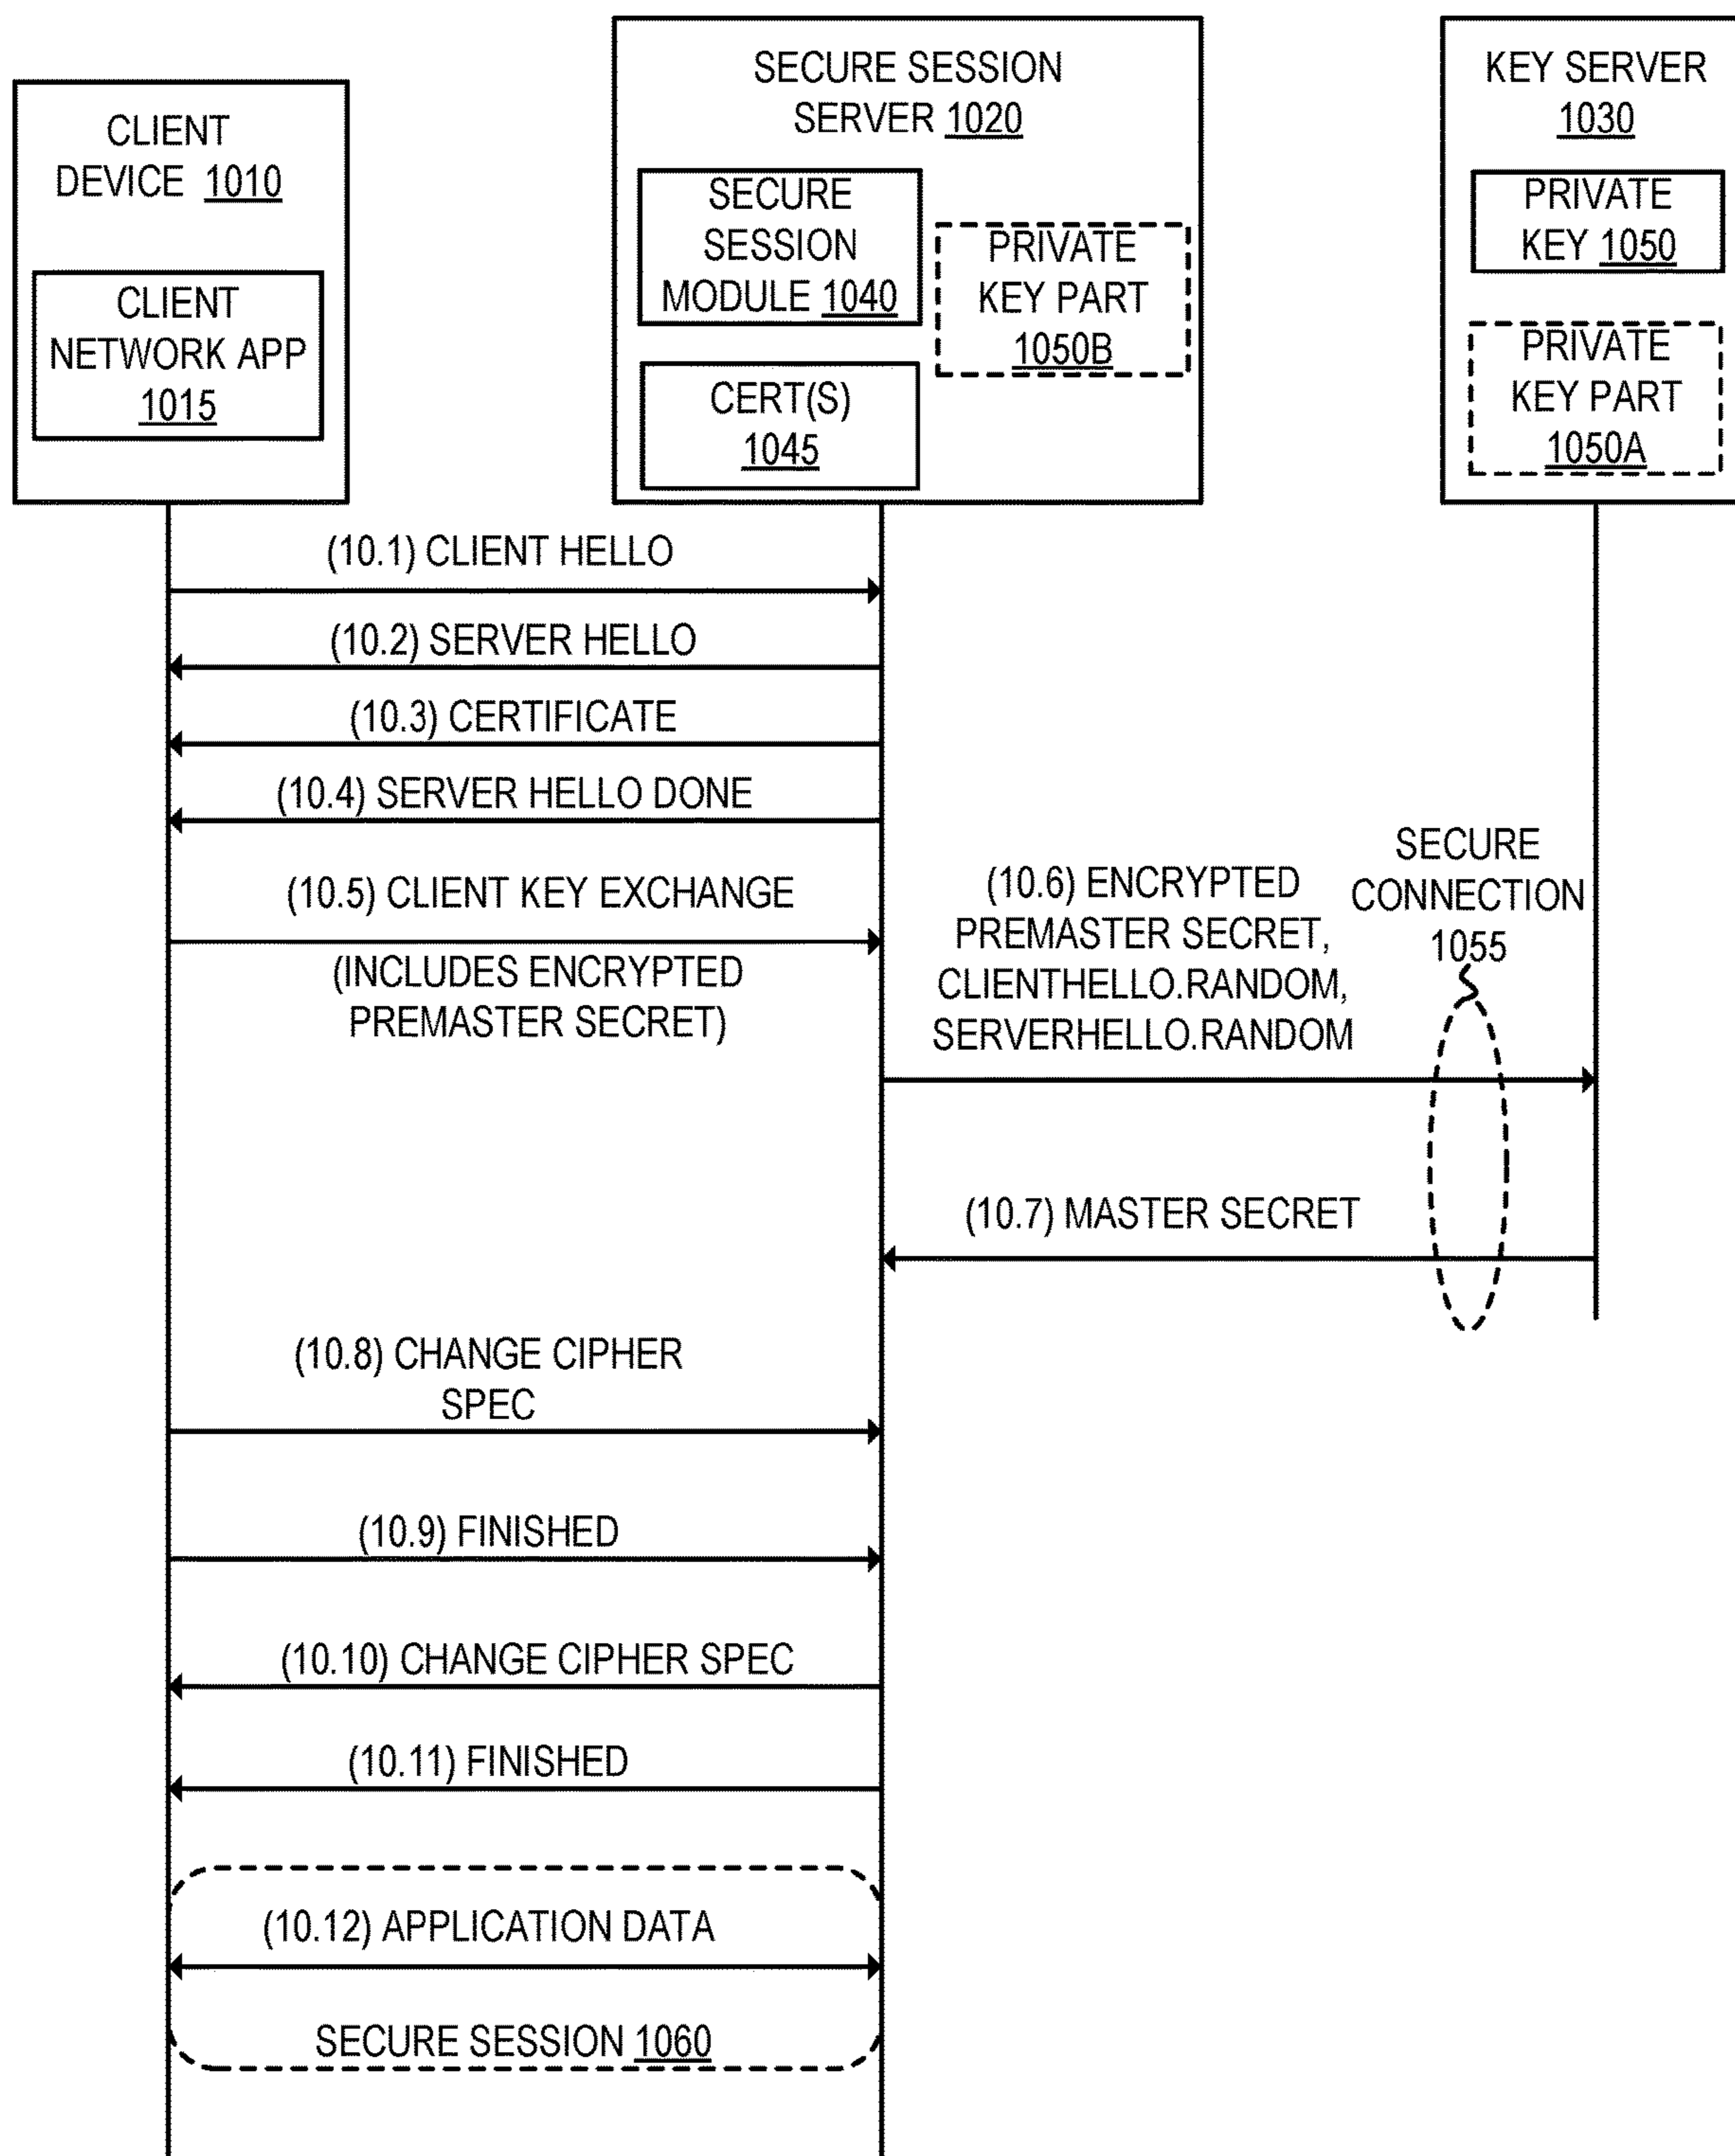 CLIENT
DEVICE 1010
CLIENT
NETWORK APP
1015
SECURE SESSION
SERVER 1020
SECURE
SESSION
MODULE 1040
PRIVATE
KEY PART
1050B
CERT(S)
1045
KEY SERVER
1030
PRIVATE
KEY 1050
PRIVATE
KEY PART
1050A
(10.1) CLIENT HELLO
(10.2) SERVER HELLO
(10.3) CERTIFICATE
(10.4) SERVER HELLO DONE
(10.5) CLIENT KEY EXCHANGE
(INCLUDES ENCRYPTED
PREMASTER SECRET)
(10.6) ENCRYPTED
PREMASTER SECRET,
CLIENTHELLO.RANDOM,
SERVERHELLO.RANDOM
SECURE
CONNECTION
1055
(10.7) MASTER SECRET
(10.8) CHANGE CIPHER
SPEC
(10.9) FINISHED
(10.10) CHANGE CIPHER SPEC
(10.11) FINISHED
(10.12) APPLICATION DATA
SECURE SESSION 1060